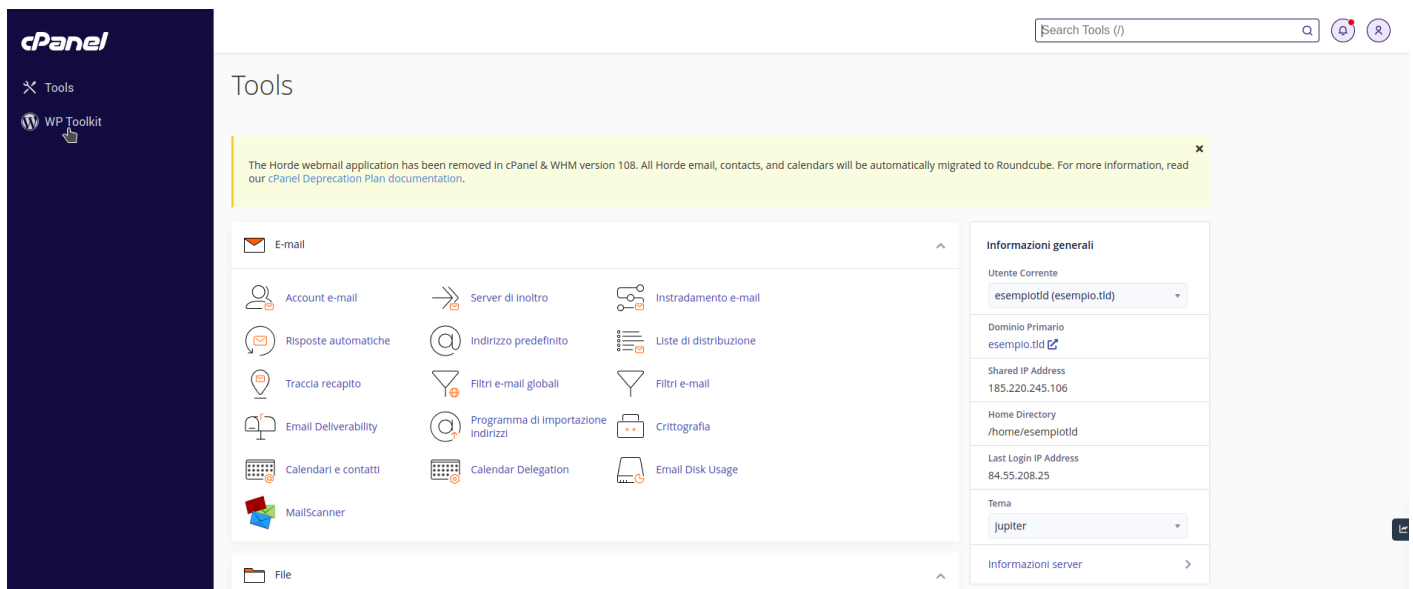 cPanel
Search Tools (/)
Tools
WP Toolkit
Tools
The Horde webmail application has been removed in cPanel & WHM version 108. All Horde email, contacts, and calendars will be automatically migrated to Roundcube. For more information, read
our cPanel Deprecation Plan documentation.
E-mail
Account e-mail
Server di inoltro
Instradamento e-mail
Risposte automatiche
Indirizzo predefinito
Liste di distribuzione
Traccia recapito
Filtri e-mail globali
Filtri e-mail
Email Deliverability
Programma di importazione
indirizzi
Crittografia
Calendari e contatti
Calendar Delegation
Email Disk Usage
MailScanner
File
Informazioni generali
Utente Corrente
esempiotld (esempio.tld)
Dominio Primario
esempio.tld
Shared IP Address
185.220.245.106
Home Directory
/home/esempiotld
Last Login IP Address
84.55.208.25
Tema
jupiter
Informazioni server